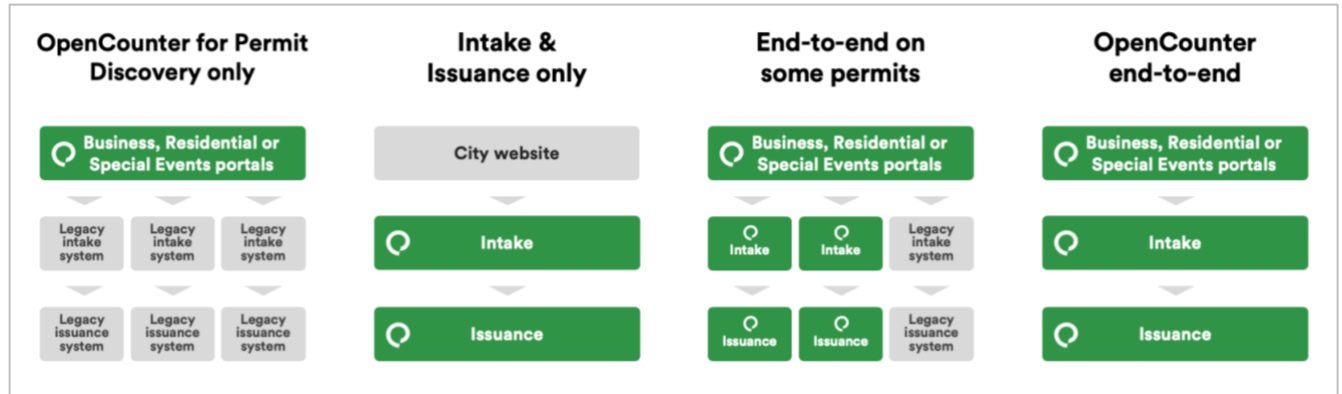 OpenCounter for Permit
Discovery only
Business, Residential or
Special Events portals
Legacy
intake
system
Legacy
intake
system
Legacy
intake
system
Legacy
issuance
system
Legacy
issuance
system
Legacy
issuance
system
Intake &
Issuance only
City website
Intake
Issuance
End-to-end on
some permits
Business, Residential or
Special Events portals
Intake
Intake
Legacy
intake
system
Issuance
Issuance
Legacy
issuance
system
OpenCounter
end-to-end
Business, Residential or
Special Events portals
Intake
Issuance